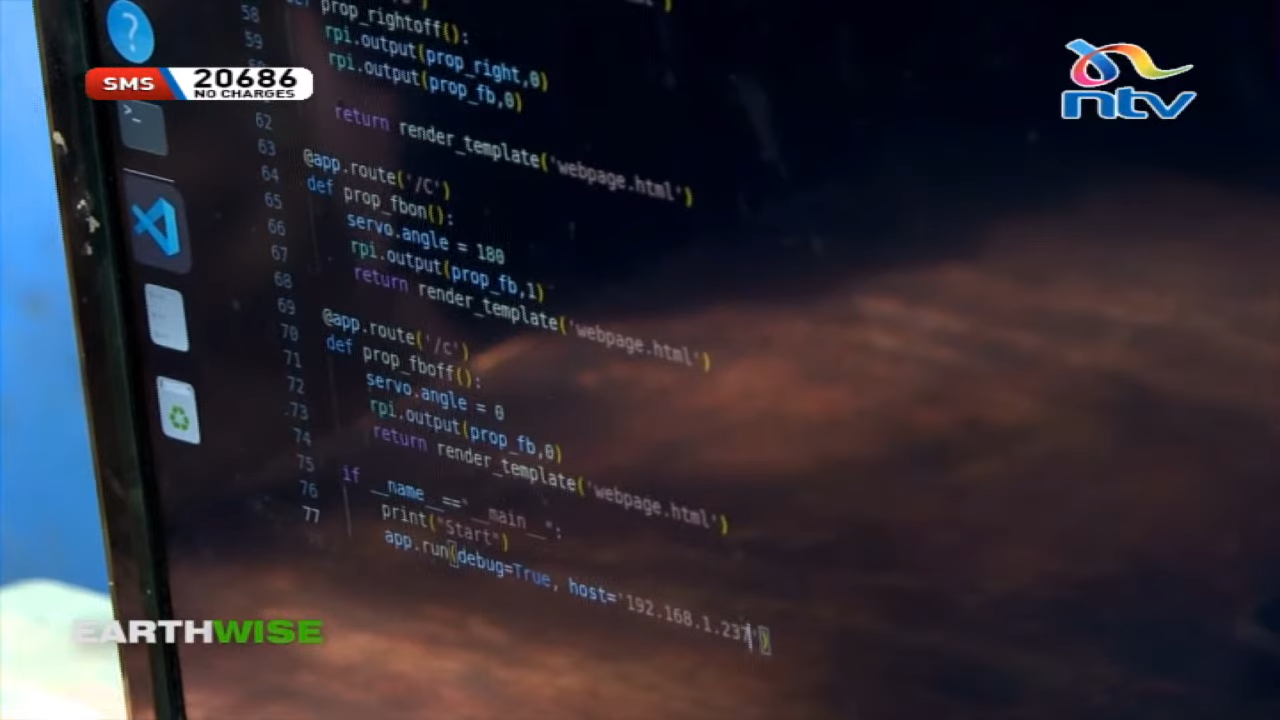 SMS 20686
NO CHARGES
ntv
58 def prop_rightoff():
59 rpi.output(prop_right,0)
rpi.output(prop_fb,0)
62 return render_template('webpage.html')
63
64 @app.route('/C')
65 def prop_fbon():
66 servo.angle = 180
67 rpi.output(prop_fb,1)
68 return render_template('webpage.html')
69
70 @app.route('/c')
71 def prop_fboff():
72 servo.angle = 0
73 rpi.output(prop_fb,0)
74 return render_template('webpage.html')
75 if __name__=="__main__":
76 print("Start")
77 app.run(debug=True, host='192.168.1.237')
EARTHWISE